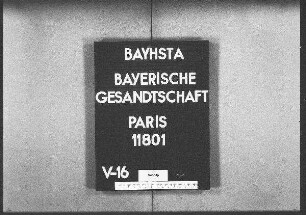 BAYHSTA
BAYERISCHE
GESANDTSCHAFT
PARIS
11801
V-16